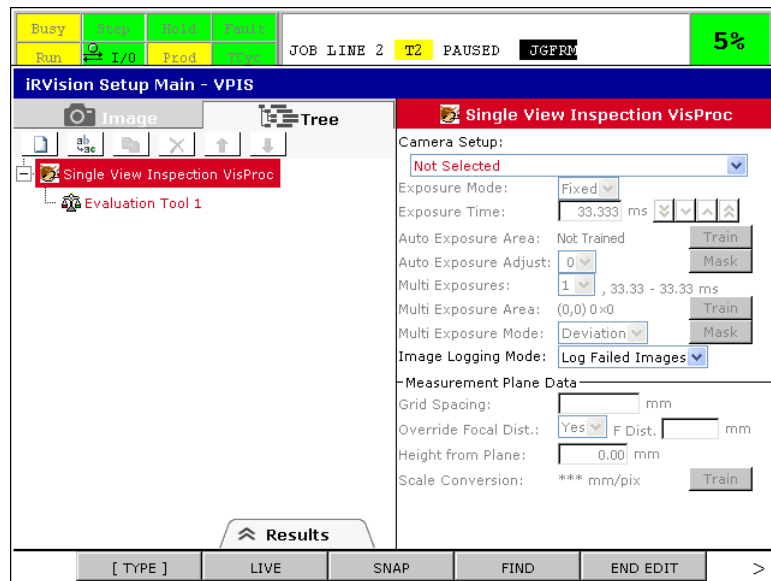 Busy Step Hold Fault
Run I/O Prod TCyc
JOB LINE 2 T2 PAUSED JGFRM
5%
iRVision Setup Main - VPIS
Image Tree
Single View Inspection VisProc
Evaluation Tool 1
Results
Single View Inspection VisProc
Camera Setup:
Not Selected
Exposure Mode: Fixed
Exposure Time: 33.333 ms
Auto Exposure Area: Not Trained Train
Auto Exposure Adjust: 0 Mask
Multi Exposures: 1 , 33.33 - 33.33 ms
Multi Exposure Area: (0,0) 0×0 Train
Multi Exposure Mode: Deviation Mask
Image Logging Mode: Log Failed Images
Measurement Plane Data
Grid Spacing: mm
Override Focal Dist.: Yes F Dist. mm
Height from Plane: 0.00 mm
Scale Conversion: *** mm/pix Train
[ TYPE ] LIVE SNAP FIND END EDIT >